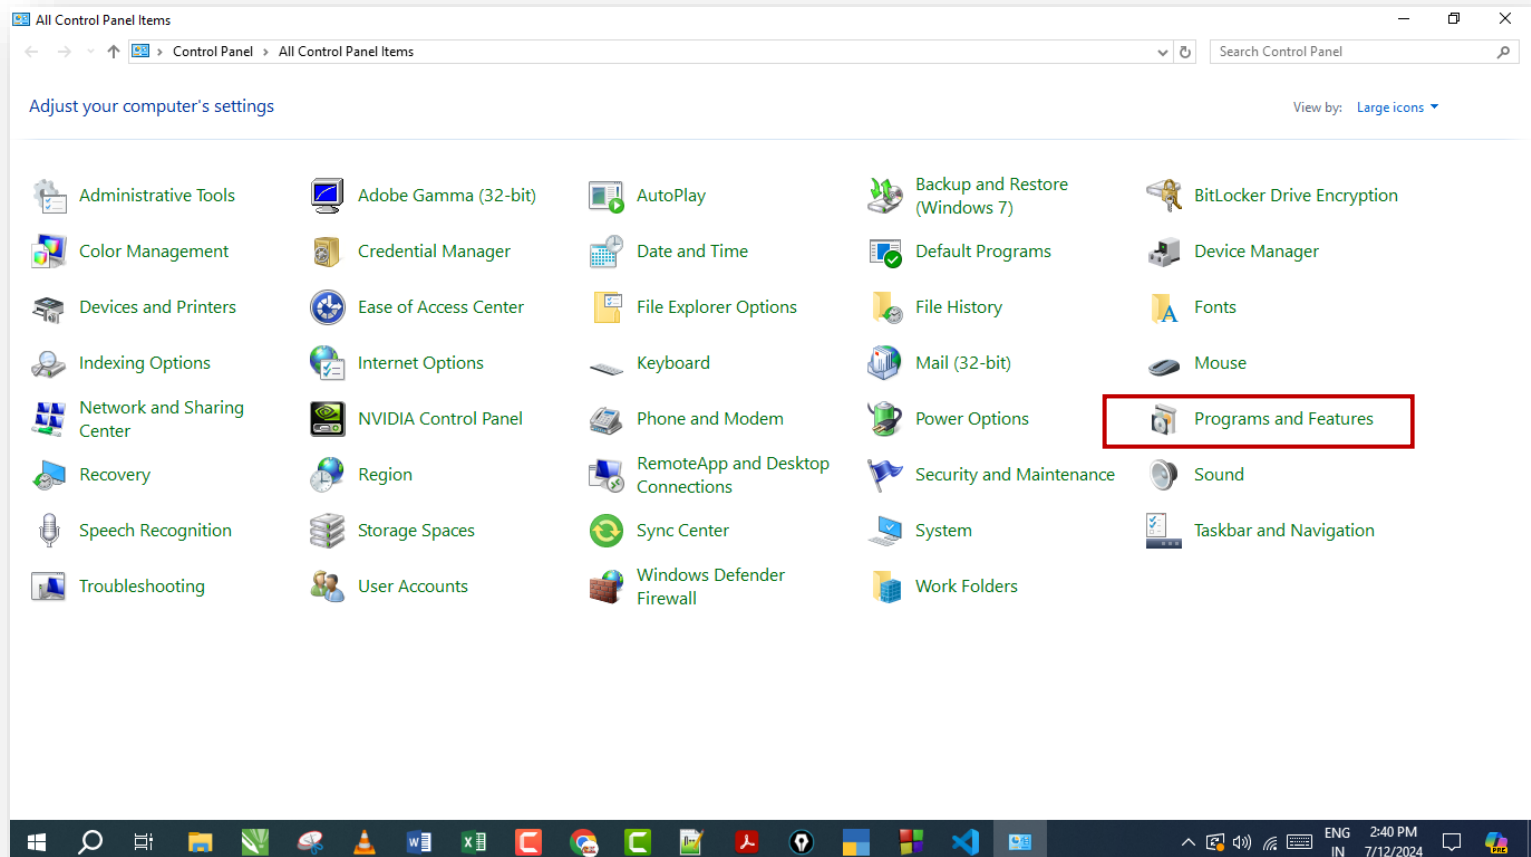 All Control Panel Items
Control Panel > All Control Panel Items
Search Control Panel
Adjust your computer's settings
View by: Large icons
Administrative Tools
Adobe Gamma (32-bit)
AutoPlay
Backup and Restore
(Windows 7)
BitLocker Drive Encryption
Color Management
Credential Manager
Date and Time
Default Programs
Device Manager
Devices and Printers
Ease of Access Center
File Explorer Options
File History
Fonts
Indexing Options
Internet Options
Keyboard
Mail (32-bit)
Mouse
Network and Sharing
Center
NVIDIA Control Panel
Phone and Modem
Power Options
Programs and Features
Recovery
Region
RemoteApp and Desktop
Connections
Security and Maintenance
Sound
Speech Recognition
Storage Spaces
Sync Center
System
Taskbar and Navigation
Troubleshooting
User Accounts
Windows Defender
Firewall
Work Folders
ENG
IN
2:40 PM
7/12/2024
PRE